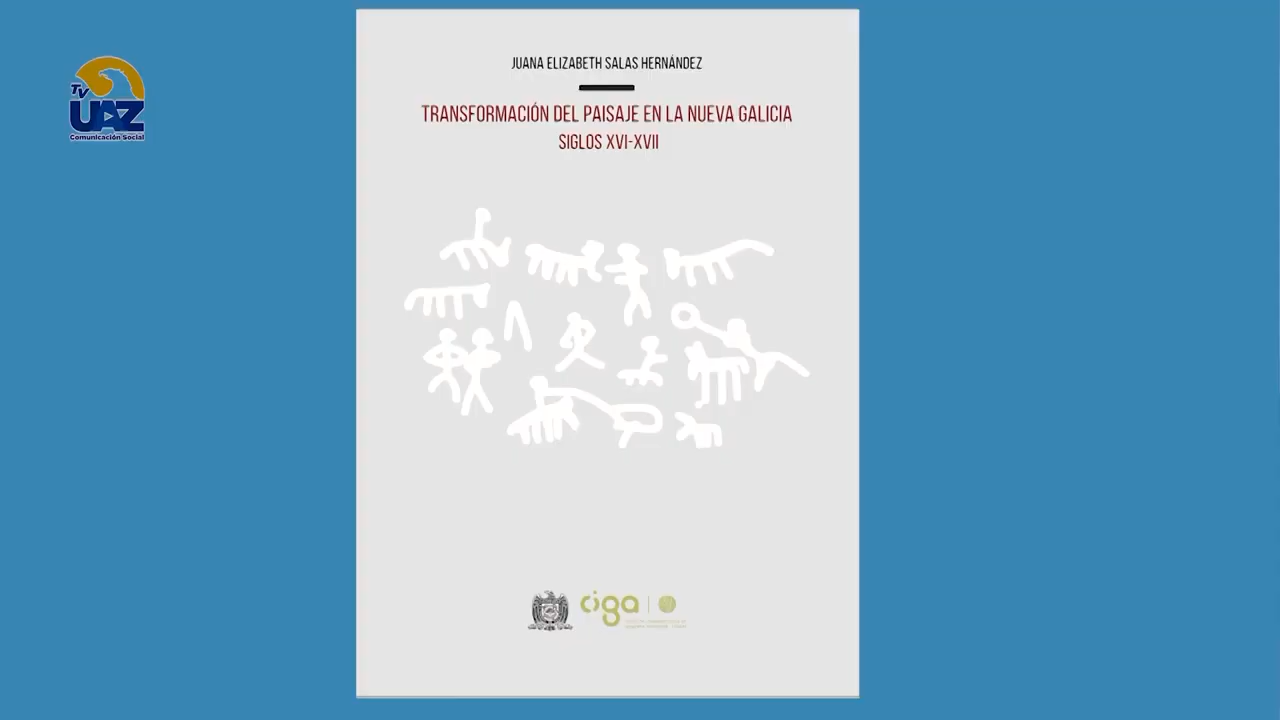 TV
UAZ
Comunicación Social
JUANA ELIZABETH SALAS HERNÁNDEZ
TRANSFORMACIÓN DEL PAISAJE EN LA NUEVA GALICIA
SIGLOS XVI-XVII
ciga